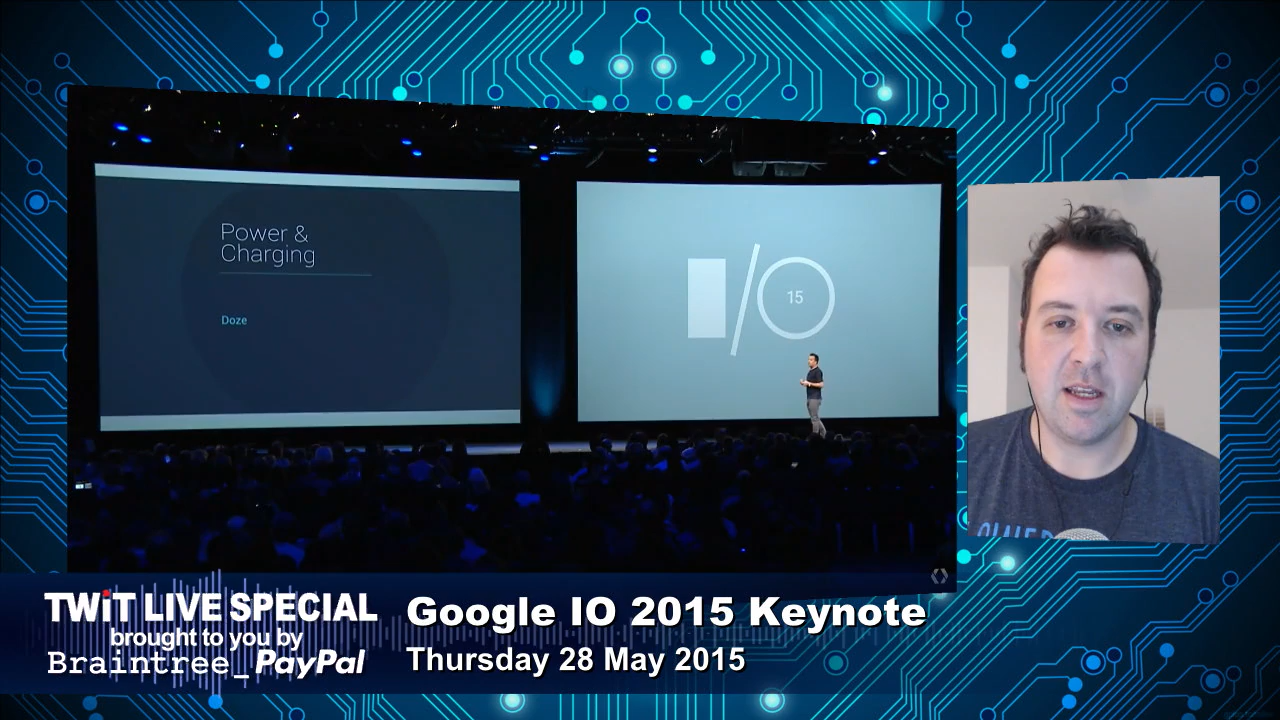 Power &
Charging
Doze
I/O
15
TWiT LIVE SPECIAL
brought to you by
Braintree_PayPal
Google IO 2015 Keynote
Thursday 28 May 2015